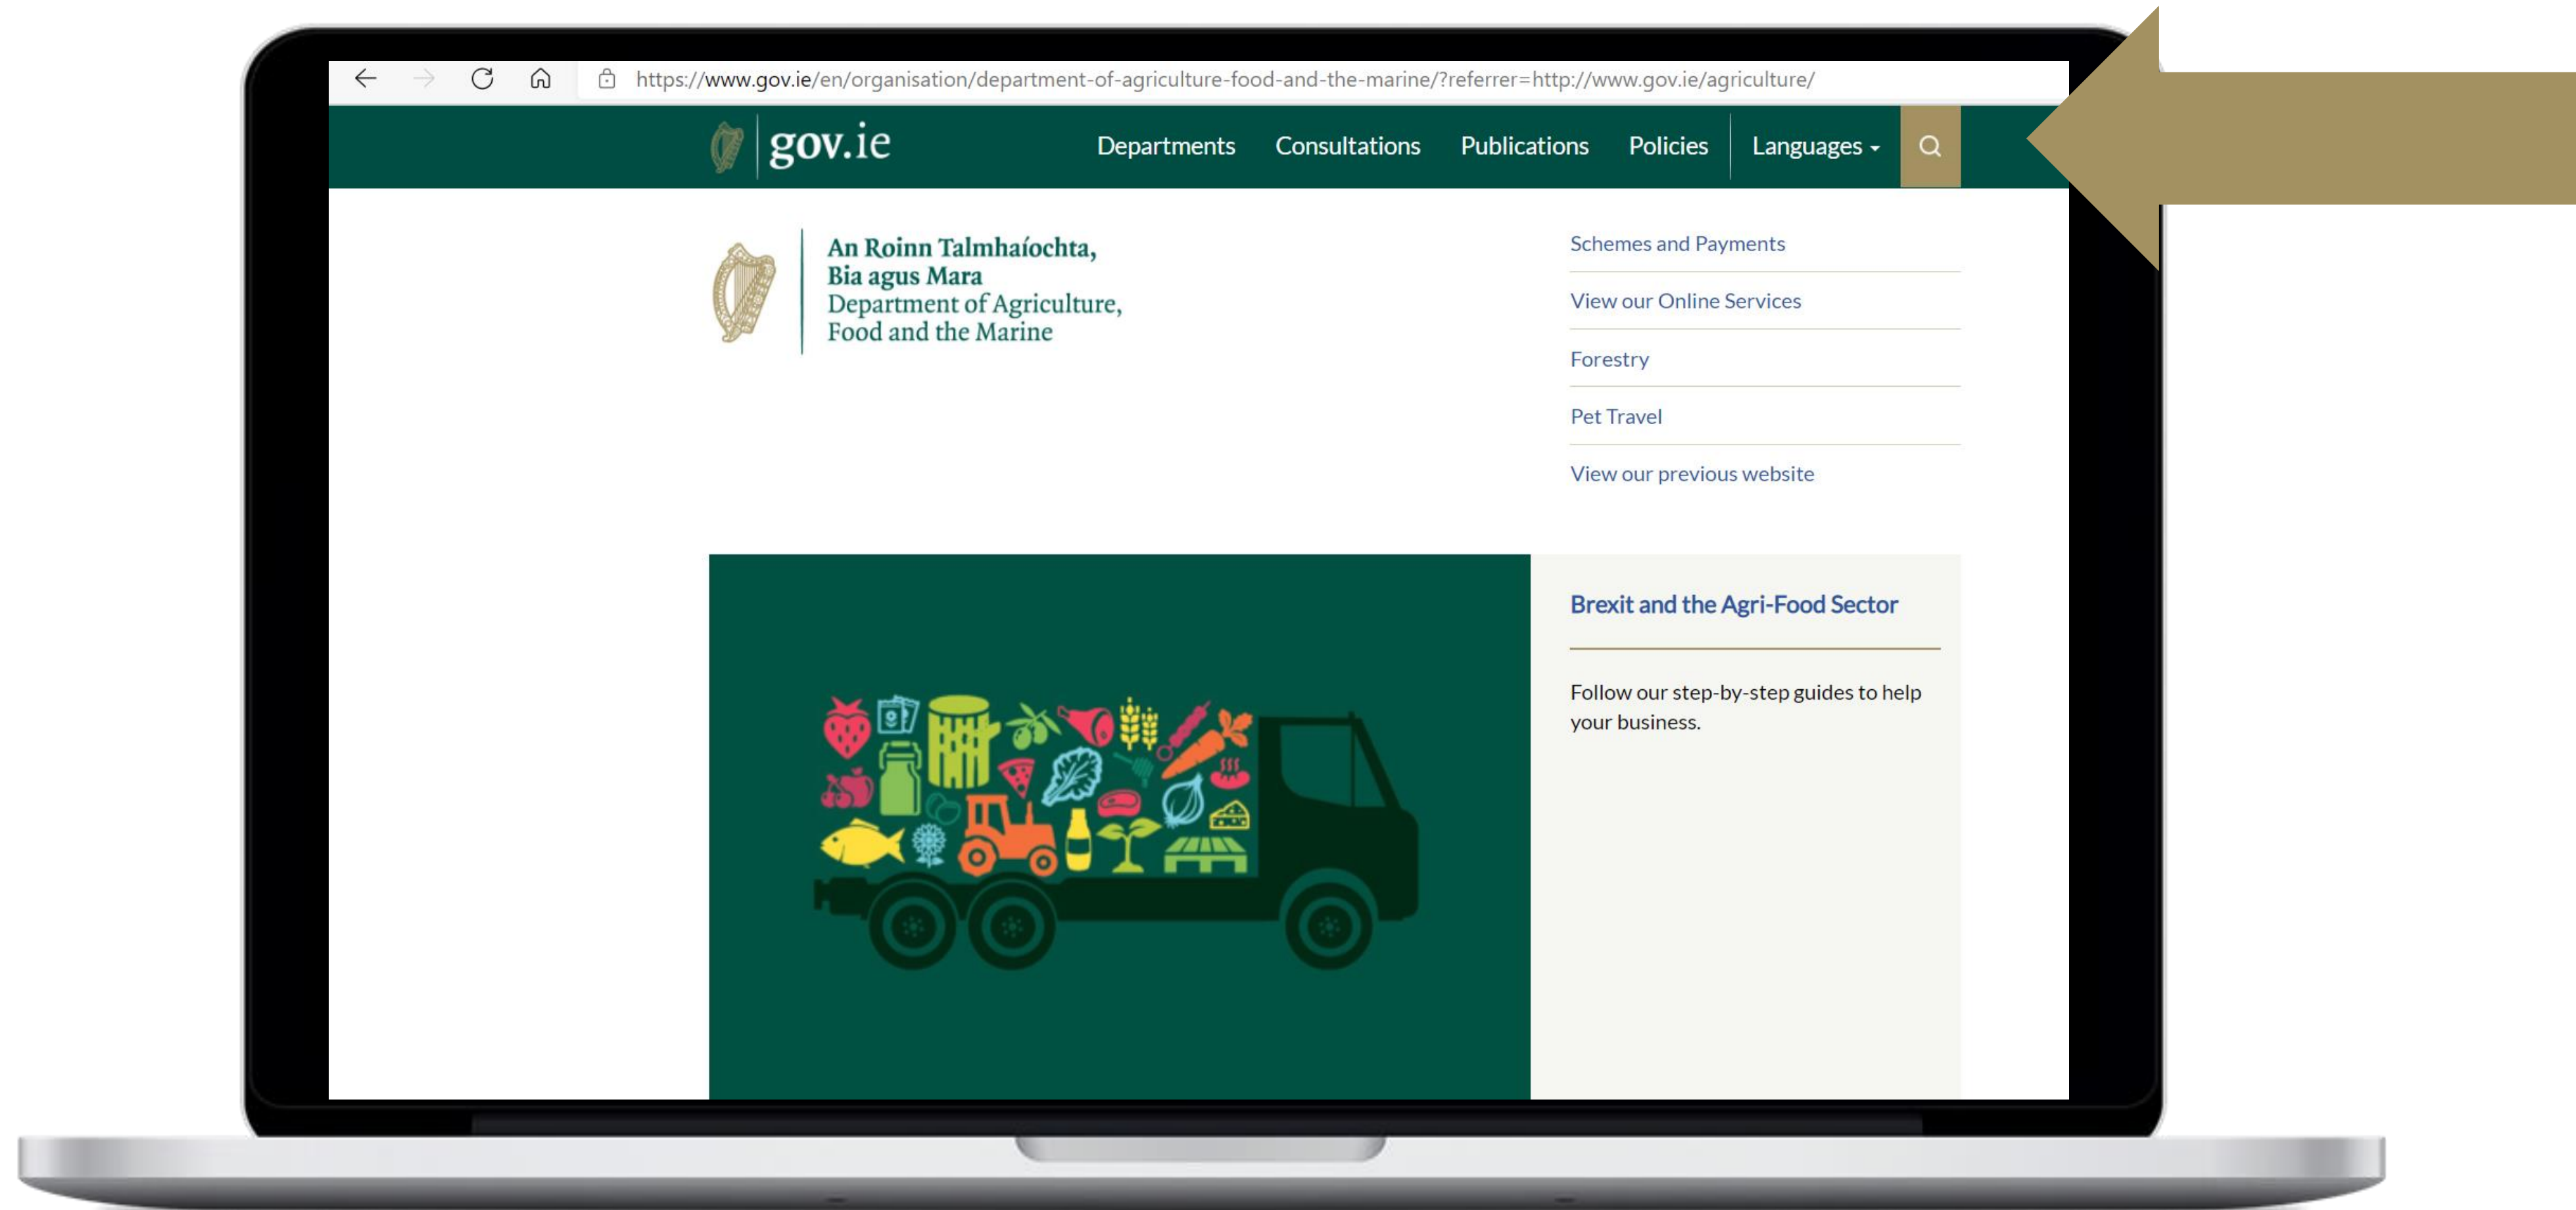 https://www.gov.ie/en/organisation/department-of-agriculture-food-and-the-marine/?referrer=http://www.gov.ie/agriculture/
gov.ie
Departments Consultations Publications Policies Languages
An Roinn Talmhaíochta,
Bia agus Mara
Department of Agriculture,
Food and the Marine
Schemes and Payments
View our Online Services
Forestry
Pet Travel
View our previous website
Brexit and the Agri-Food Sector
Follow our step-by-step guides to help
your business.